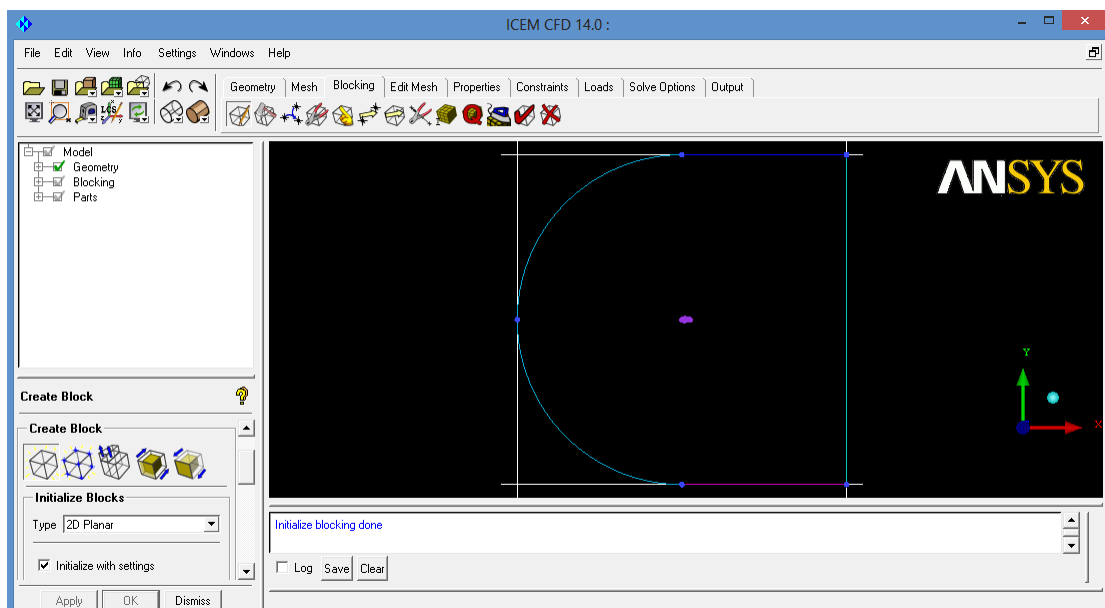 ICEM CFD 14.0 :
File Edit View Info Settings Windows Help
Geometry Mesh Blocking Edit Mesh Properties Constraints Loads Solve Options Output
LCS
Model
Geometry
Blocking
Parts
ANSYS
Y
X
Create Block
Create Block
Initialize Blocks
Type 2D Planar
Initialize with settings
Apply OK Dismiss
Initialize blocking done
Log Save Clear